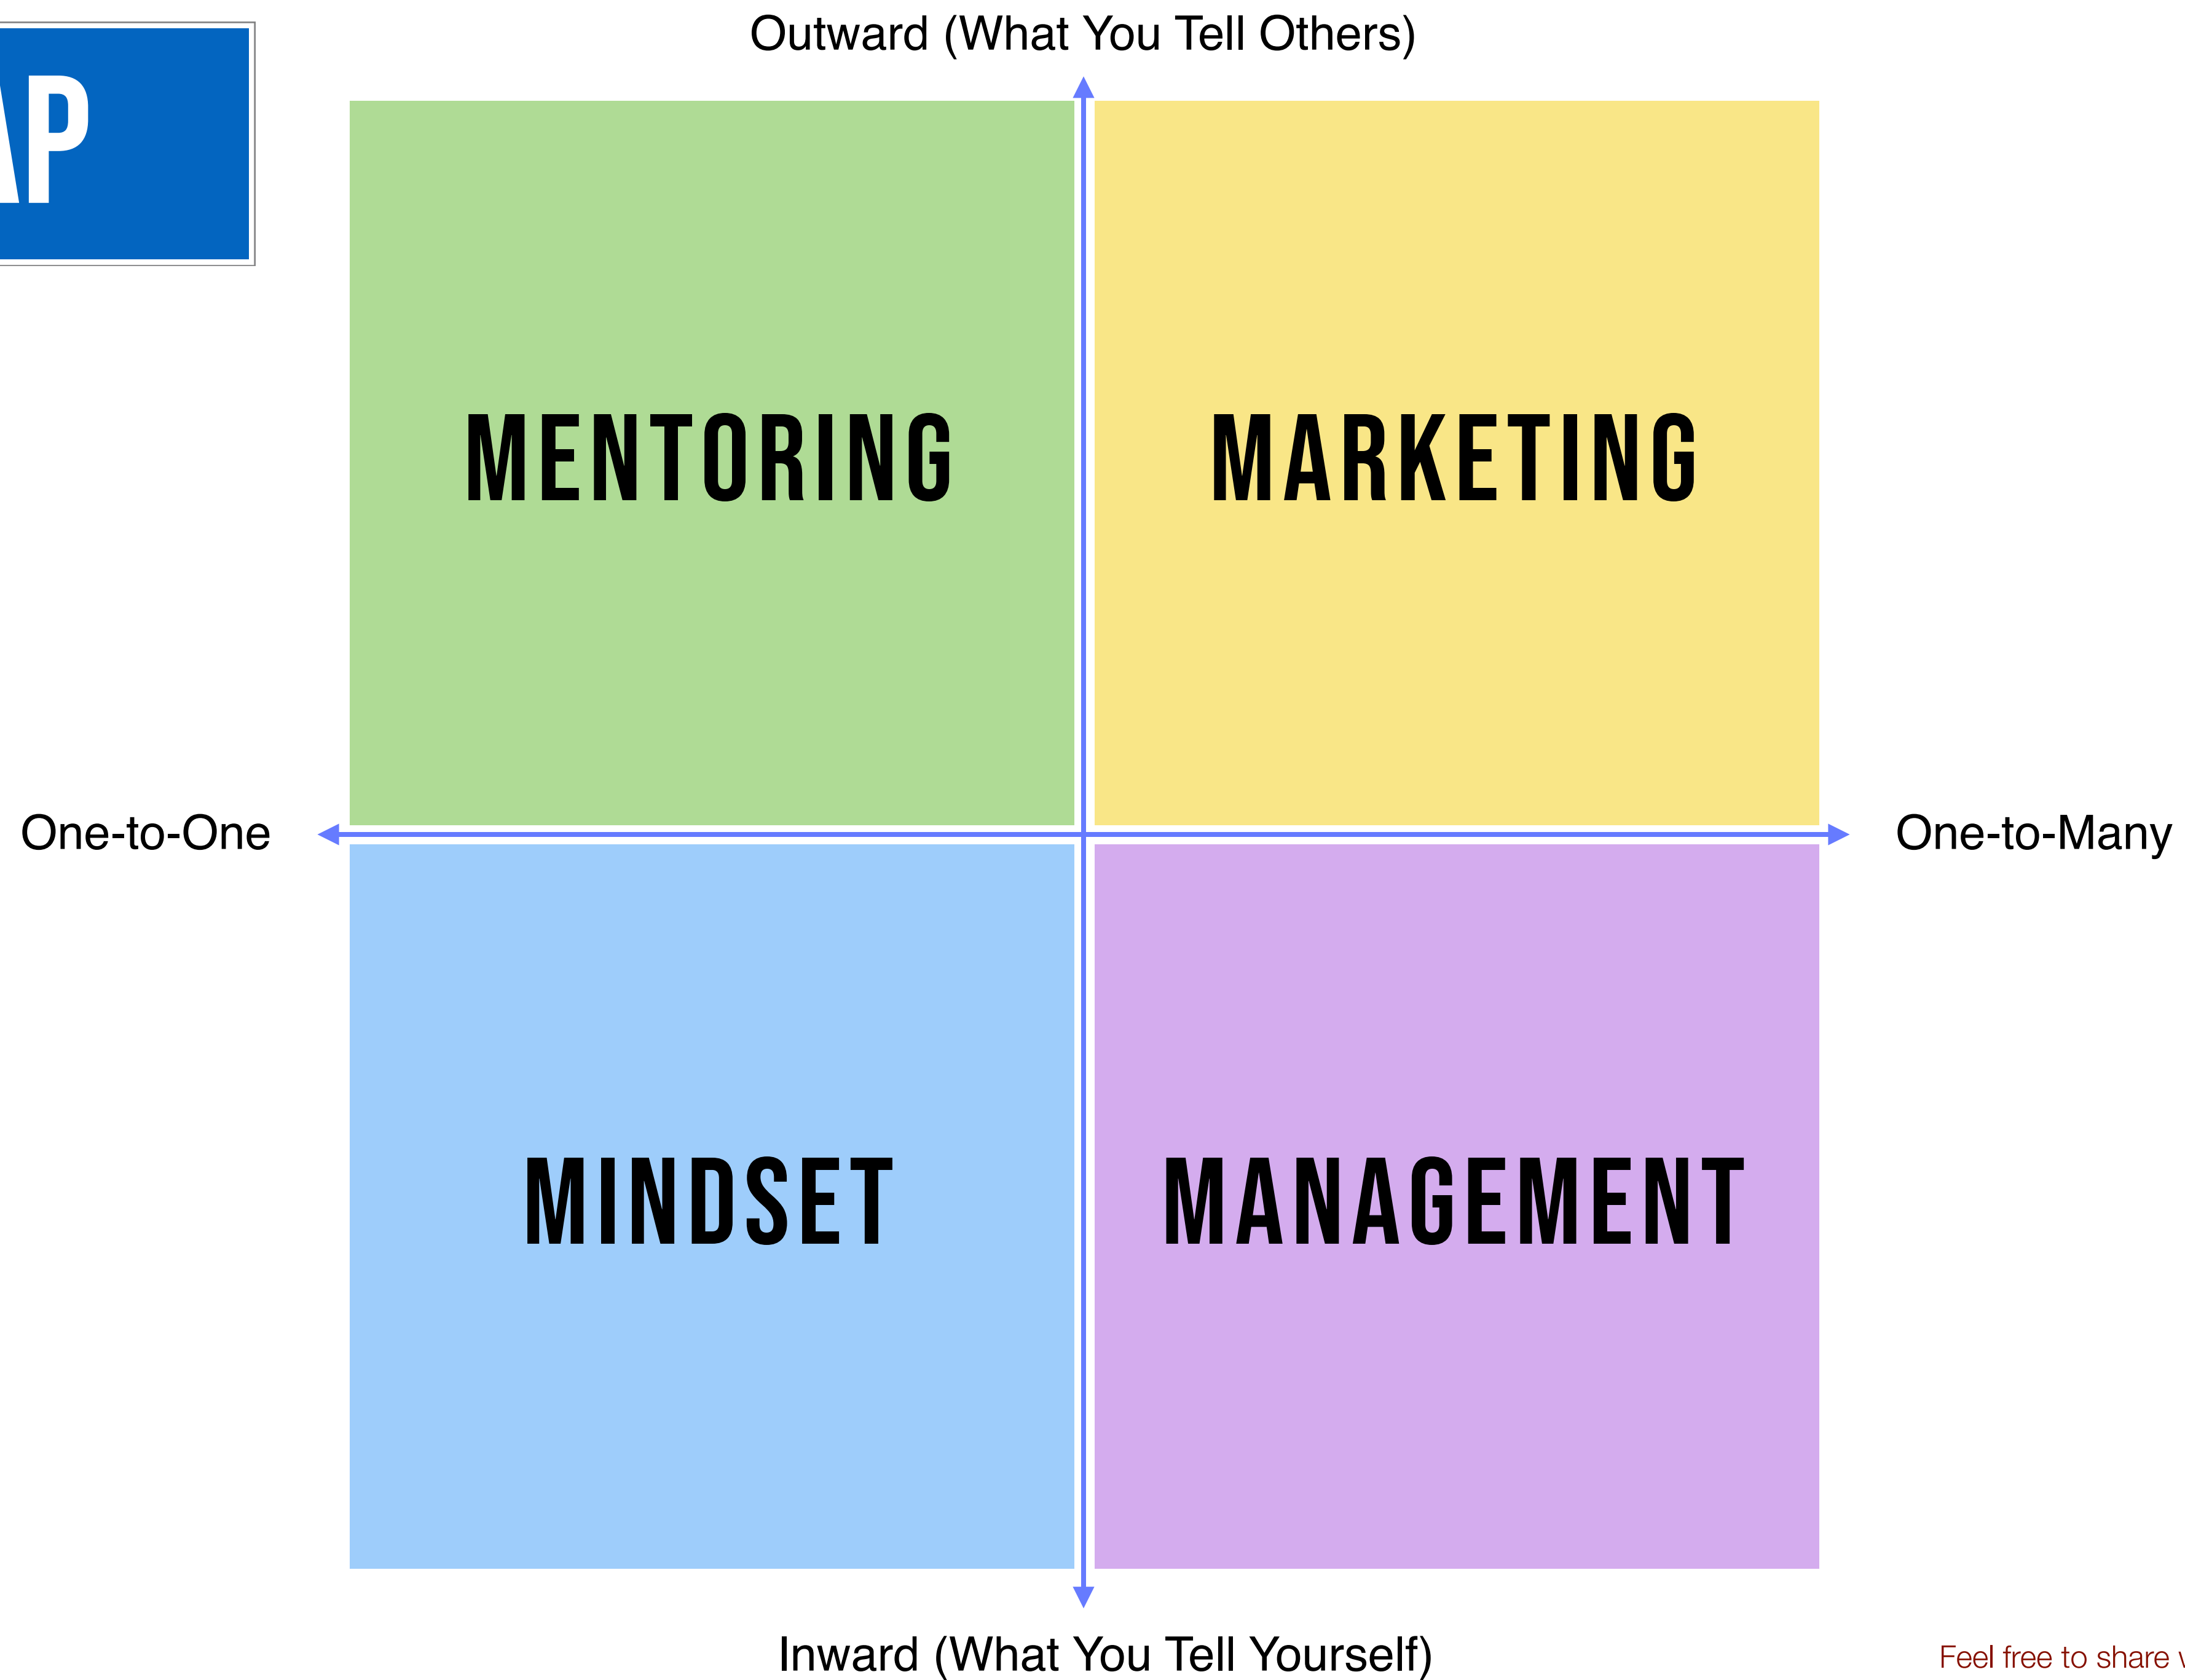 Outward (What You Tell Others)
AP
MENTORING
MARKETING
One-to-One
One-to-Many
MINDSET
MANAGEMENT
Inward (What You Tell Yourself)
Feel free to share